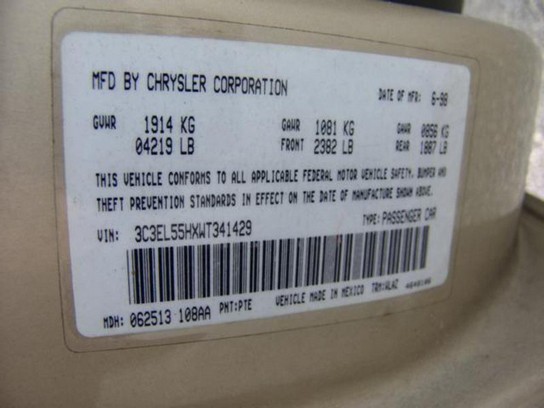 MFD BY CHRYSLER CORPORATION DATE OF MFR: 6-98
GVWR 1914 KG GAWR 1081 KG GAWR 0856 KG
04219 LB FRONT 2382 LB REAR 1887 LB
THIS VEHICLE CONFORMS TO ALL APPLICABLE FEDERAL MOTOR VEHICLE SAFETY, BUMPER AND
THEFT PREVENTION STANDARDS IN EFFECT ON THE DATE OF MANUFACTURE SHOWN ABOVE.
VIN: 3C3EL55HXWT341429 TYPE: PASSENGER CAR
MDH: 062513 108AA PNT:PTE VEHICLE MADE IN MEXICO TRM:ALAZ